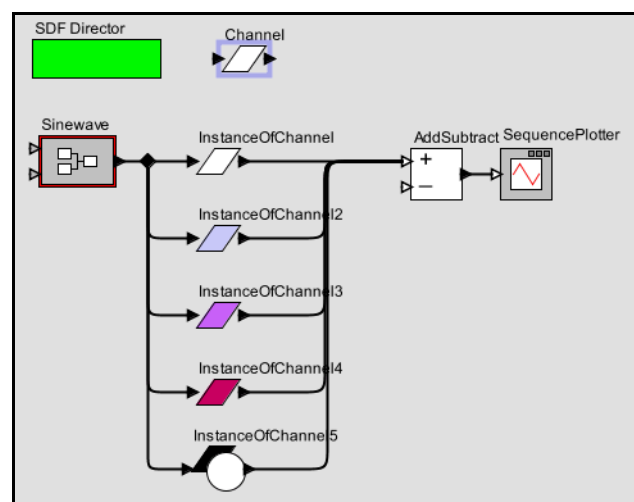 SDF Director
Channel
Sinewave
InstanceOfChannel
AddSubtract
SequencePlotter
InstanceOfChannel2
InstanceOfChannel3
InstanceOfChannel4
InstanceOfChannel5